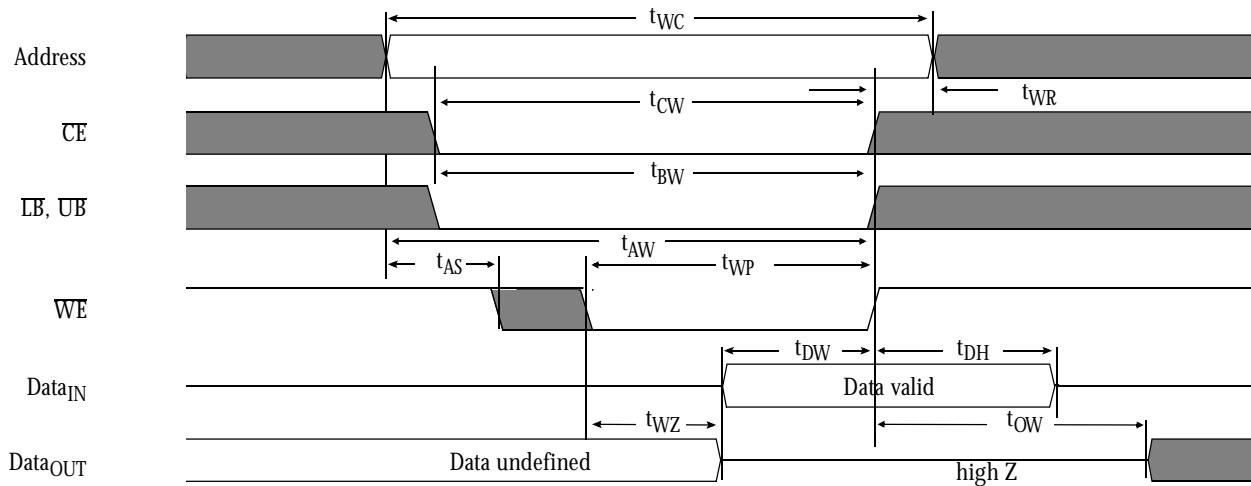 tWC
Address
tWR
tCW
CE
tBW
LB, UB
tAW
tAS
tWP
WE
tDW
tDH
DataIN
Data valid
tWZ
tOW
DataOUT
Data undefined
high Z